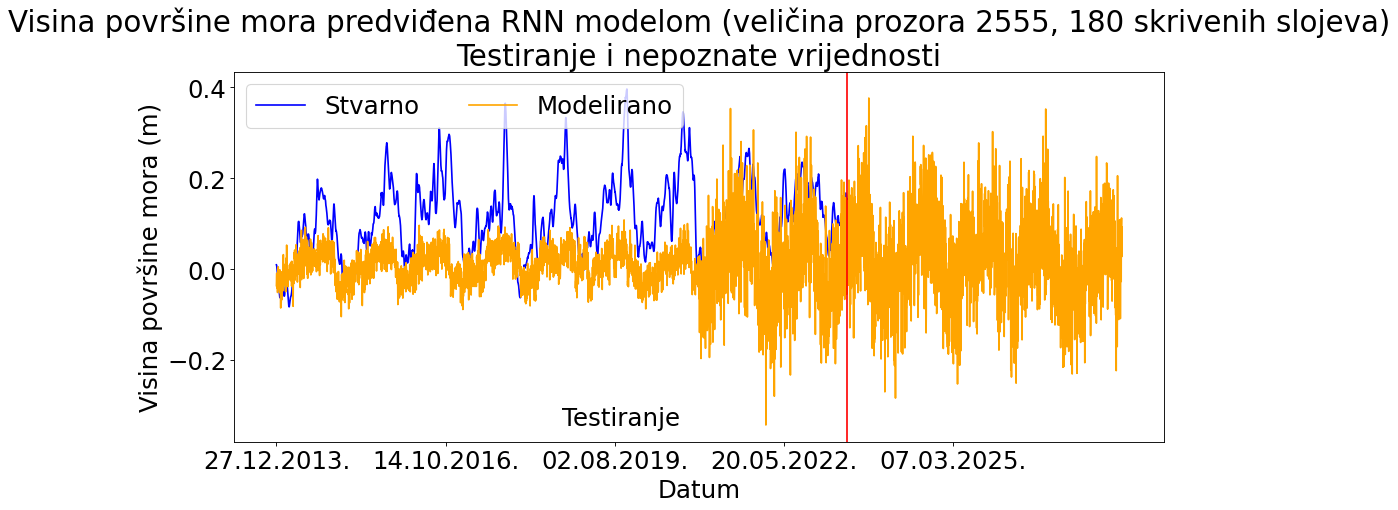 Visina površine mora predviđena RNN modelom (veličina prozora 2555, 180 skrivenih slojeva)
Testiranje i nepoznate vrijednosti
Stvarno Modelirano
0.4
0.2
0.0
−0.2
Visina površine mora (m)
Testiranje
27.12.2013. 14.10.2016. 02.08.2019. 20.05.2022. 07.03.2025.
Datum